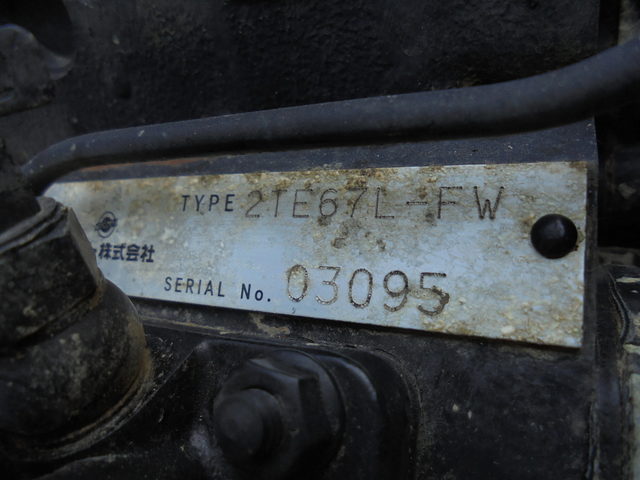 TYPE 2TE67L-FW
株式会社
SERIAL No. 03095